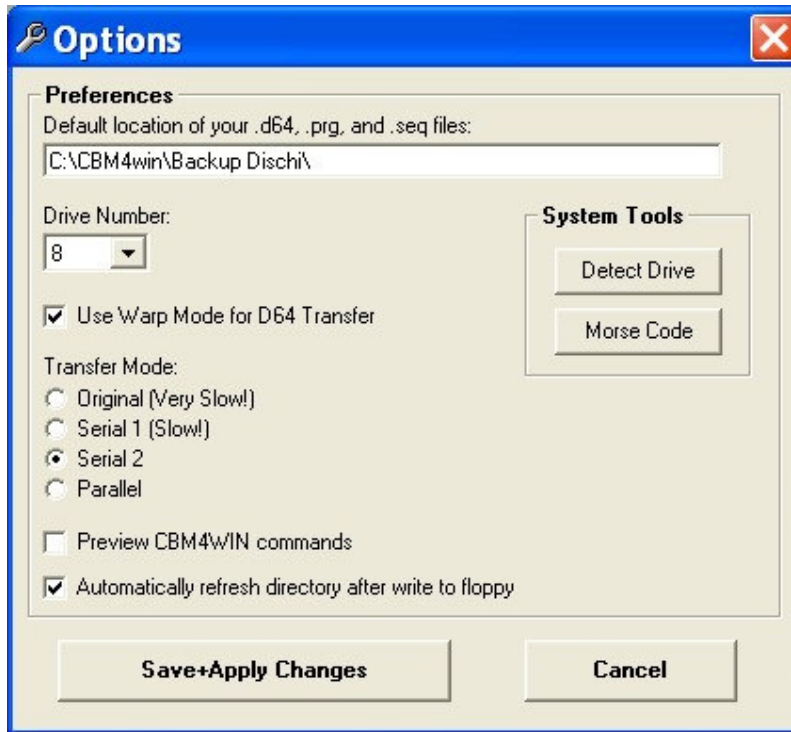 Options
Preferences
Default location of your .d64, .prg, and .seq files:
C:\CBM4win\Backup Dischi\
Drive Number:
8
System Tools
Detect Drive
Morse Code
Use Warp Mode for D64 Transfer
Transfer Mode:
Original (Very Slow!)
Serial 1 (Slow!)
Serial 2
Parallel
Preview CBM4WIN commands
Automatically refresh directory after write to floppy
Save+Apply Changes
Cancel